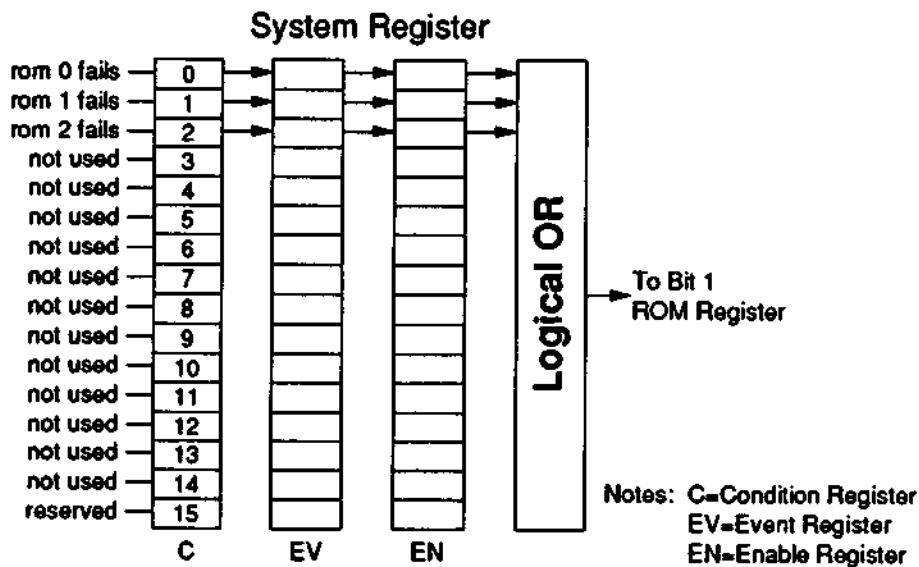 System Register
rom 0 fails 0
rom 1 fails 1
rom 2 fails 2
not used 3
not used 4
not used 5
not used 6
not used 7
not used 8
not used 9
not used 10
not used 11
not used 12
not used 13
not used 14
reserved 15
C EV EN
Logical OR
To Bit 1
ROM Register
Notes: C=Condition Register
EV=Event Register
EN=Enable Register